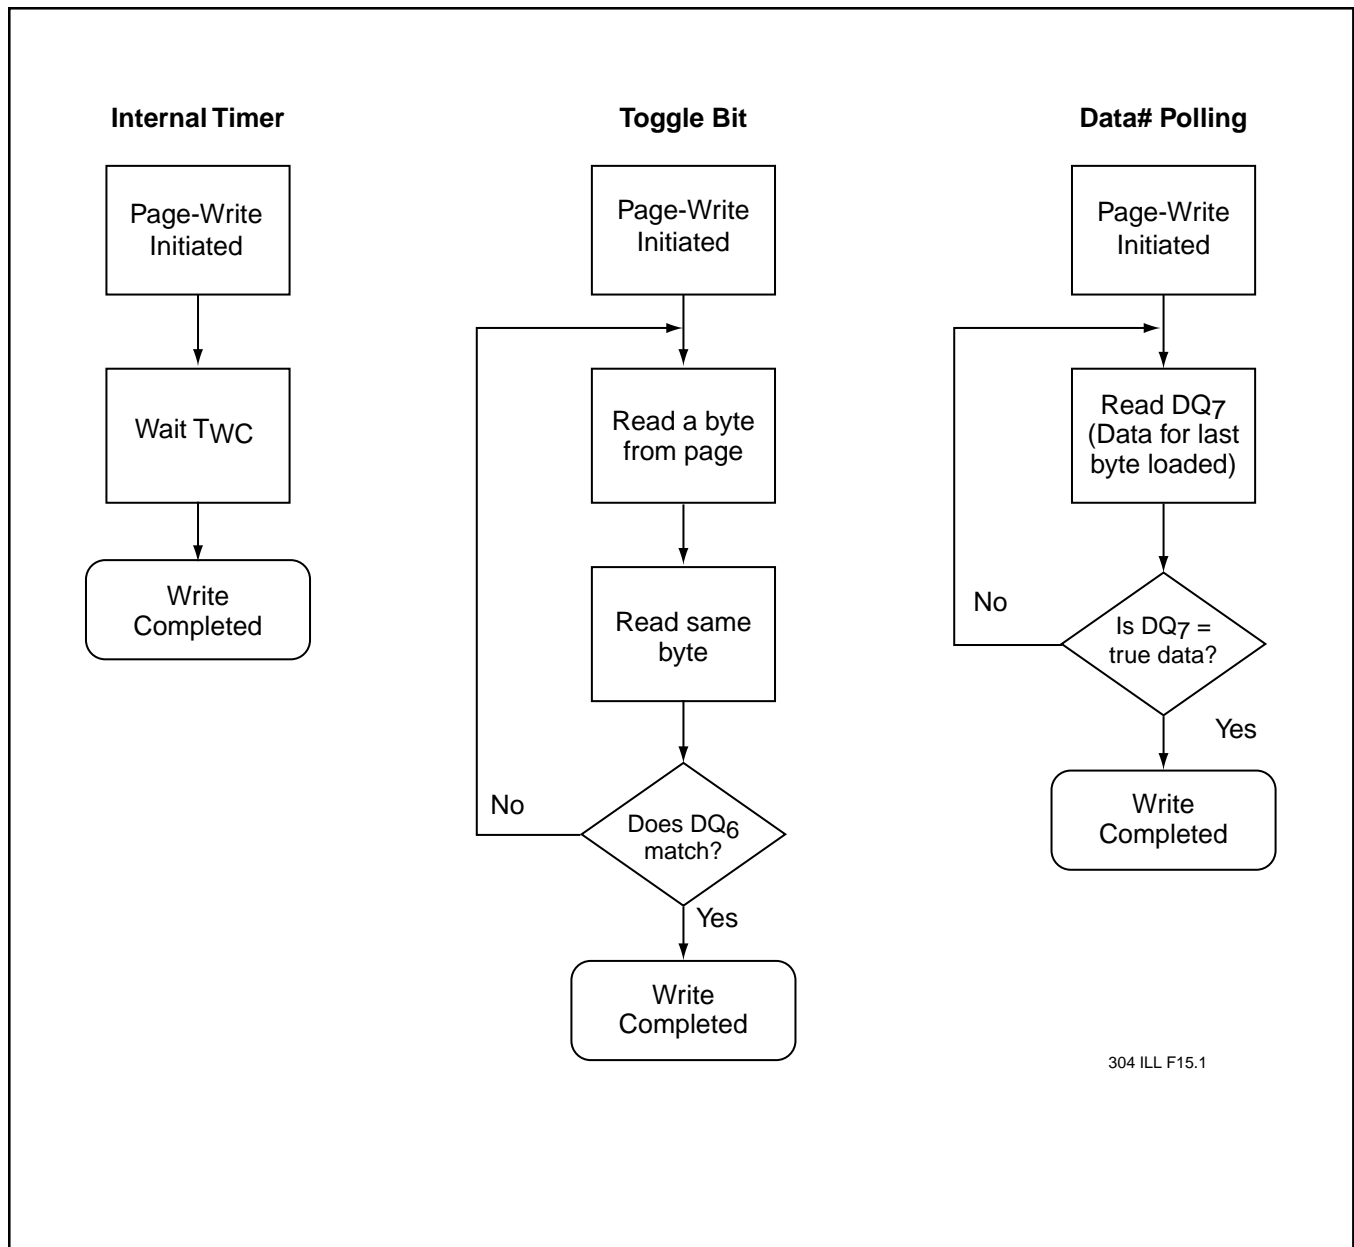 Internal Timer
Page-Write
Initiated
Wait TWC
Write
Completed
Toggle Bit
Page-Write
Initiated
Read a byte
from page
Read same
byte
Does DQ6
match?
No
Yes
Write
Completed
Data# Polling
Page-Write
Initiated
Read DQ7
(Data for last
byte loaded)
Is DQ7 =
true data?
No
Yes
Write
Completed
304 ILL F15.1